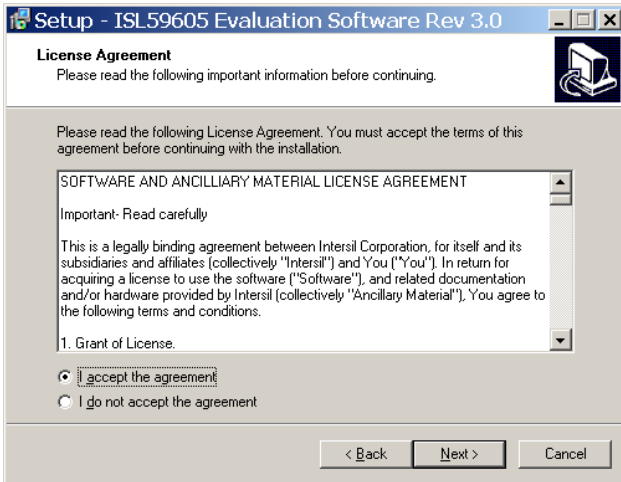 Setup - ISL59605 Evaluation Software Rev 3.0
License Agreement
Please read the following important information before continuing.
Please read the following License Agreement. You must accept the terms of this
agreement before continuing with the installation.
SOFTWARE AND ANCILLIARY MATERIAL LICENSE AGREEMENT
Important- Read carefully
This is a legally binding agreement between Intersil Corporation, for itself and its
subsidiaries and affiliates (collectively "Intersil") and You ("You"). In return for
acquiring a license to use the software ("Software"), and related documentation
and/or hardware provided by Intersil (collectively "Ancillary Material"), You agree to
the following terms and conditions.
1. Grant of License.
I accept the agreement
I do not accept the agreement
< Back
Next >
Cancel